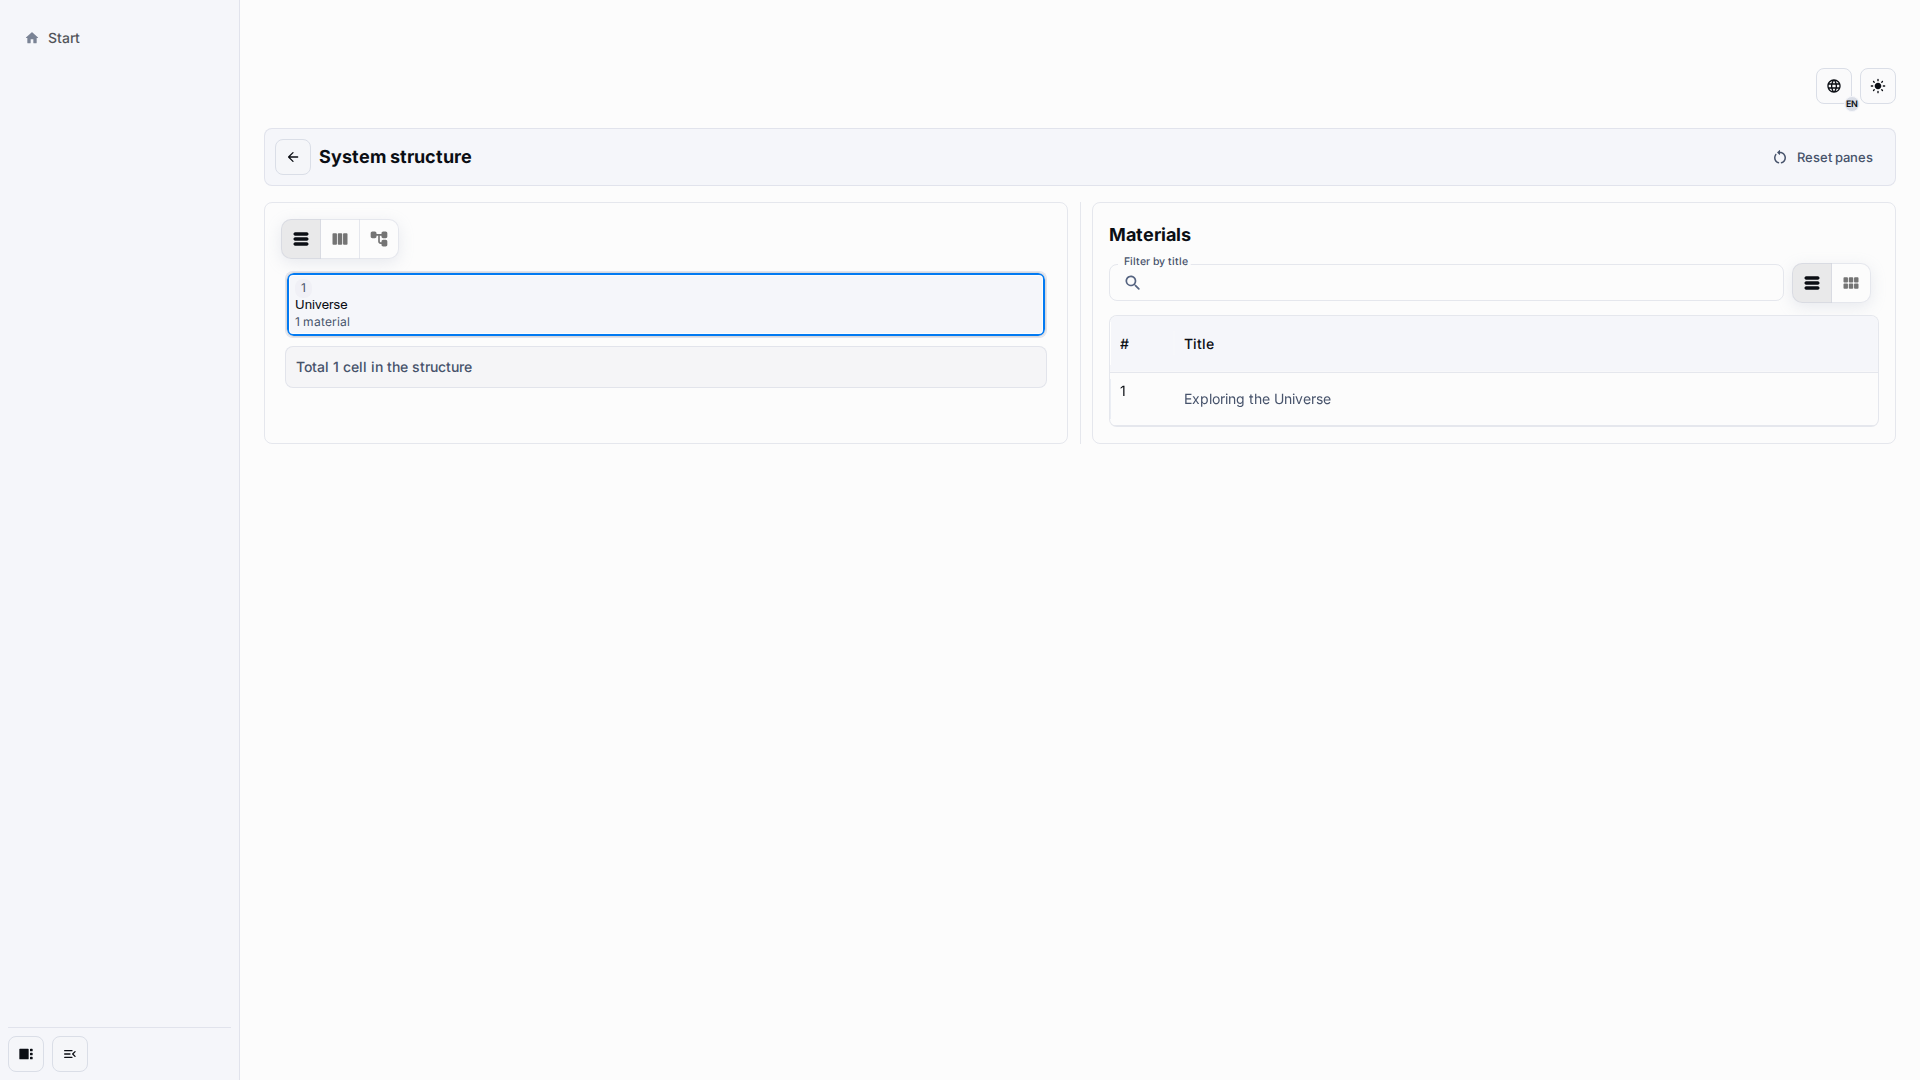 Start
EN
System structure
Reset panes
1
Universe
1 material
Total 1 cell in the structure
Materials
Filter by title
# Title
1 Exploring the Universe